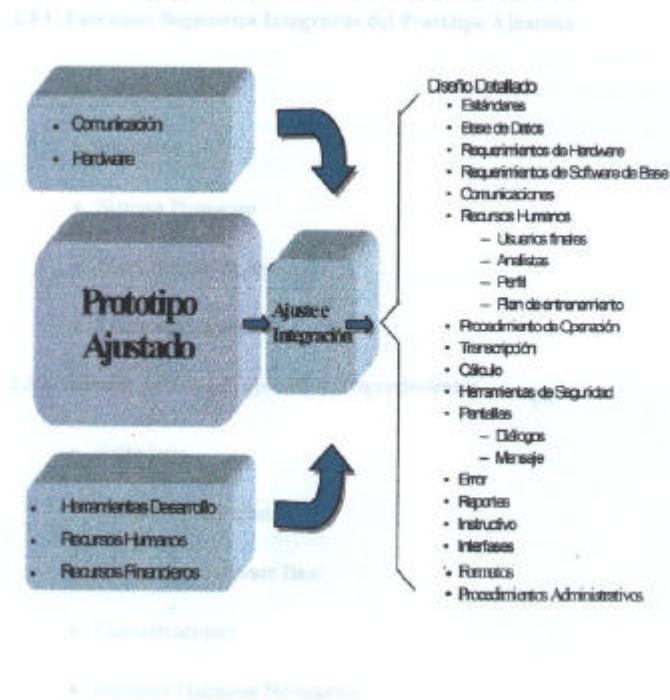 Diseño Detallado
• Estándares
• Base de Datos
• Requerimientos de Hardware
• Requerimientos de Software de Base
• Comunicaciones
• Recursos Humanos
– Usuarios finales
– Analistas
– Perfil
– Plan de entrenamiento
• Procedimiento de Operación
• Transcripción
• Cálculo
• Herramientas de Seguridad
• Pantallas
– Diálogos
– Mensaje
• Error
• Reportes
• Instructivo
• Interfases
• Formatos
• Procedimientos Administrativos
• Comunicación
• Hardware
Prototipo
Ajustado
Ajuste e
Integración
• Herramientas Desarrollo
• Recursos Humanos
• Recursos Financieros